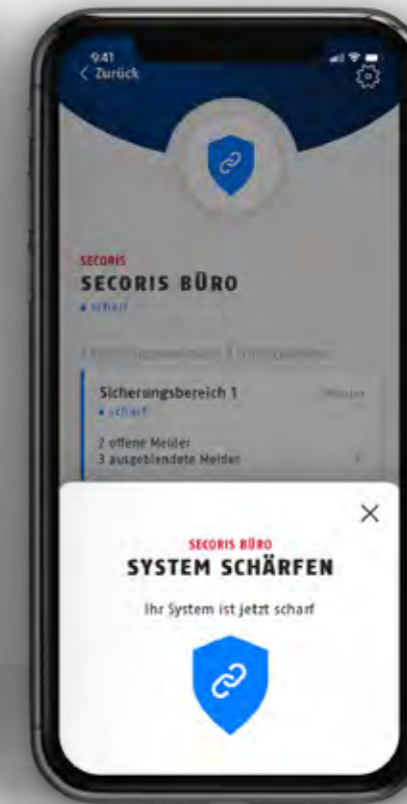 9:41
Zurück
SECORIS
SECORIS BÜRO
scharf
Sicherungsbereich 1
scharf
2 offene Melder
3 ausgeblendete Melder
SECORIS BÜRO
SYSTEM SCHÄRFEN
Ihr System ist jetzt scharf